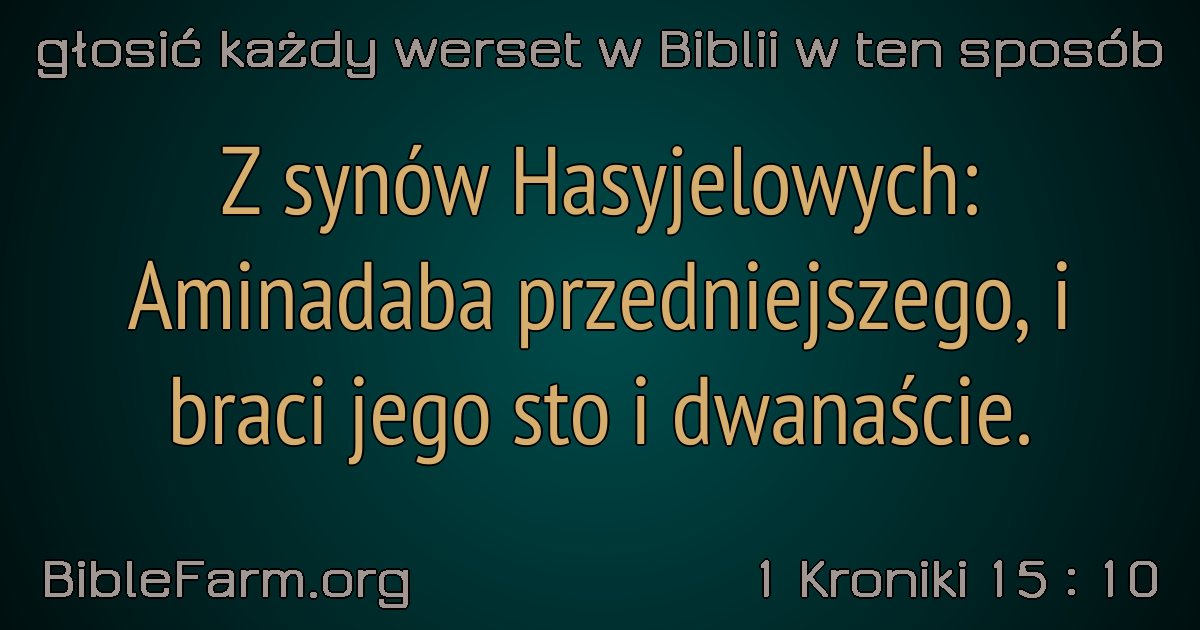 głosić każdy werset w Biblii w ten sposób
Z synów Hasyjelowych:
Aminadaba przedniejszego, i
braci jego sto i dwanaście.
BibleFarm.org
1 Kroniki 15 : 10